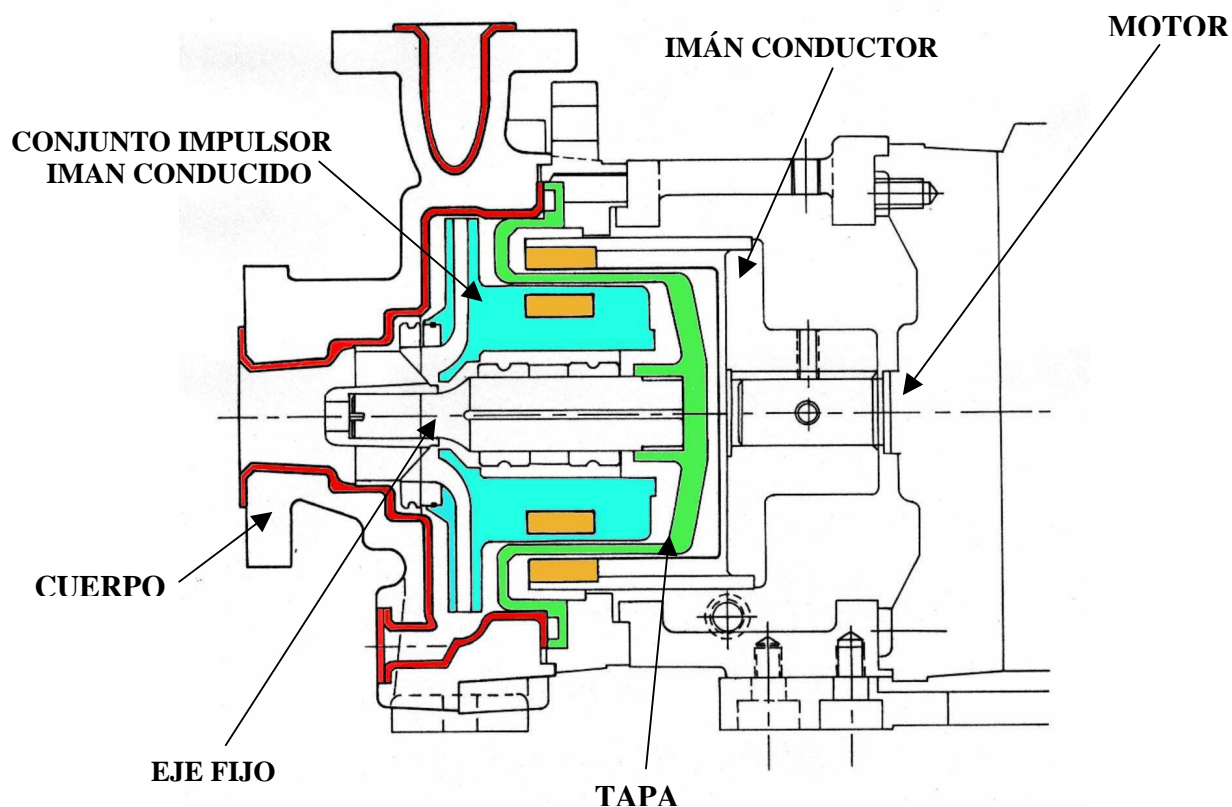 MOTOR
IMÁN CONDUCTOR
CONJUNTO IMPULSOR
IMAN CONDUCIDO
CUERPO
EJE FIJO
TAPA